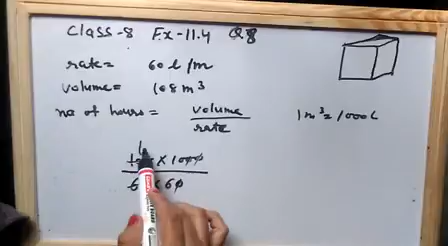 Class-8 Ex-11.4 Q8
rate= 60 l/m
volume= 108 m³
no of hours = volume
rate
1m³=1000L
× 1000
6 × 60